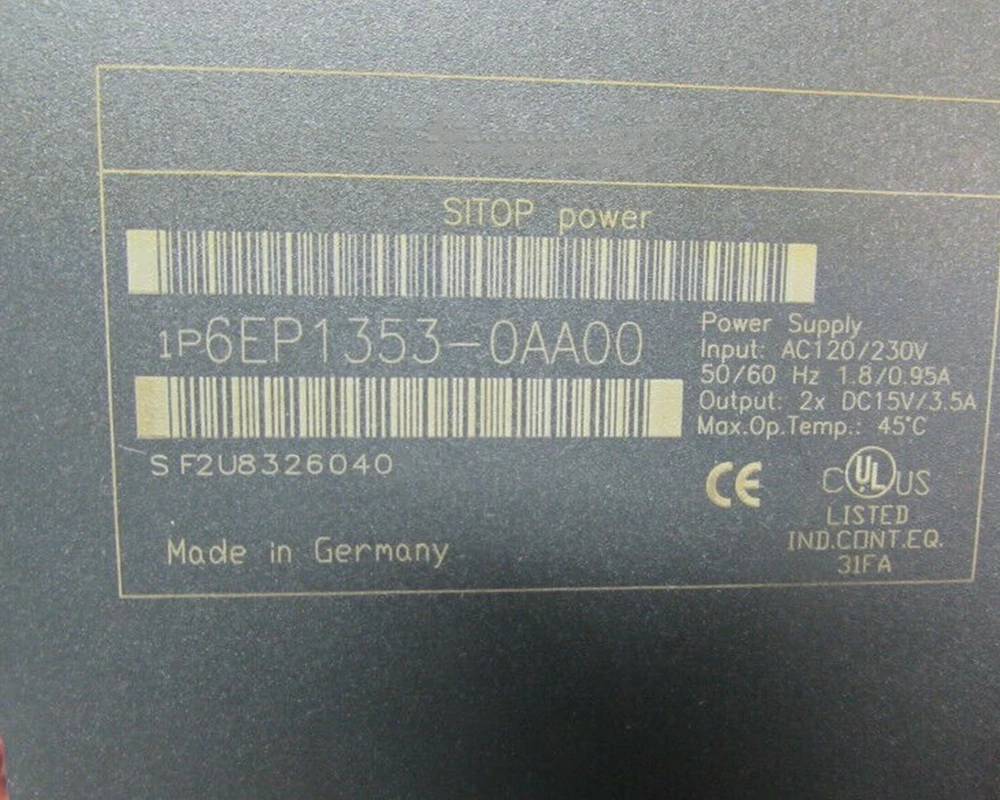 SITOP power
1P6EP1353-0AA00
Power Supply
Input: AC120/230V
50/60 Hz 1.8/0.95A
Output: 2x DC15V/3.5A
Max.Op.Temp.: 45°C
S F2U8326040
CE
C UL US
LISTED
IND.CONT.EQ.
31FA
Made in Germany